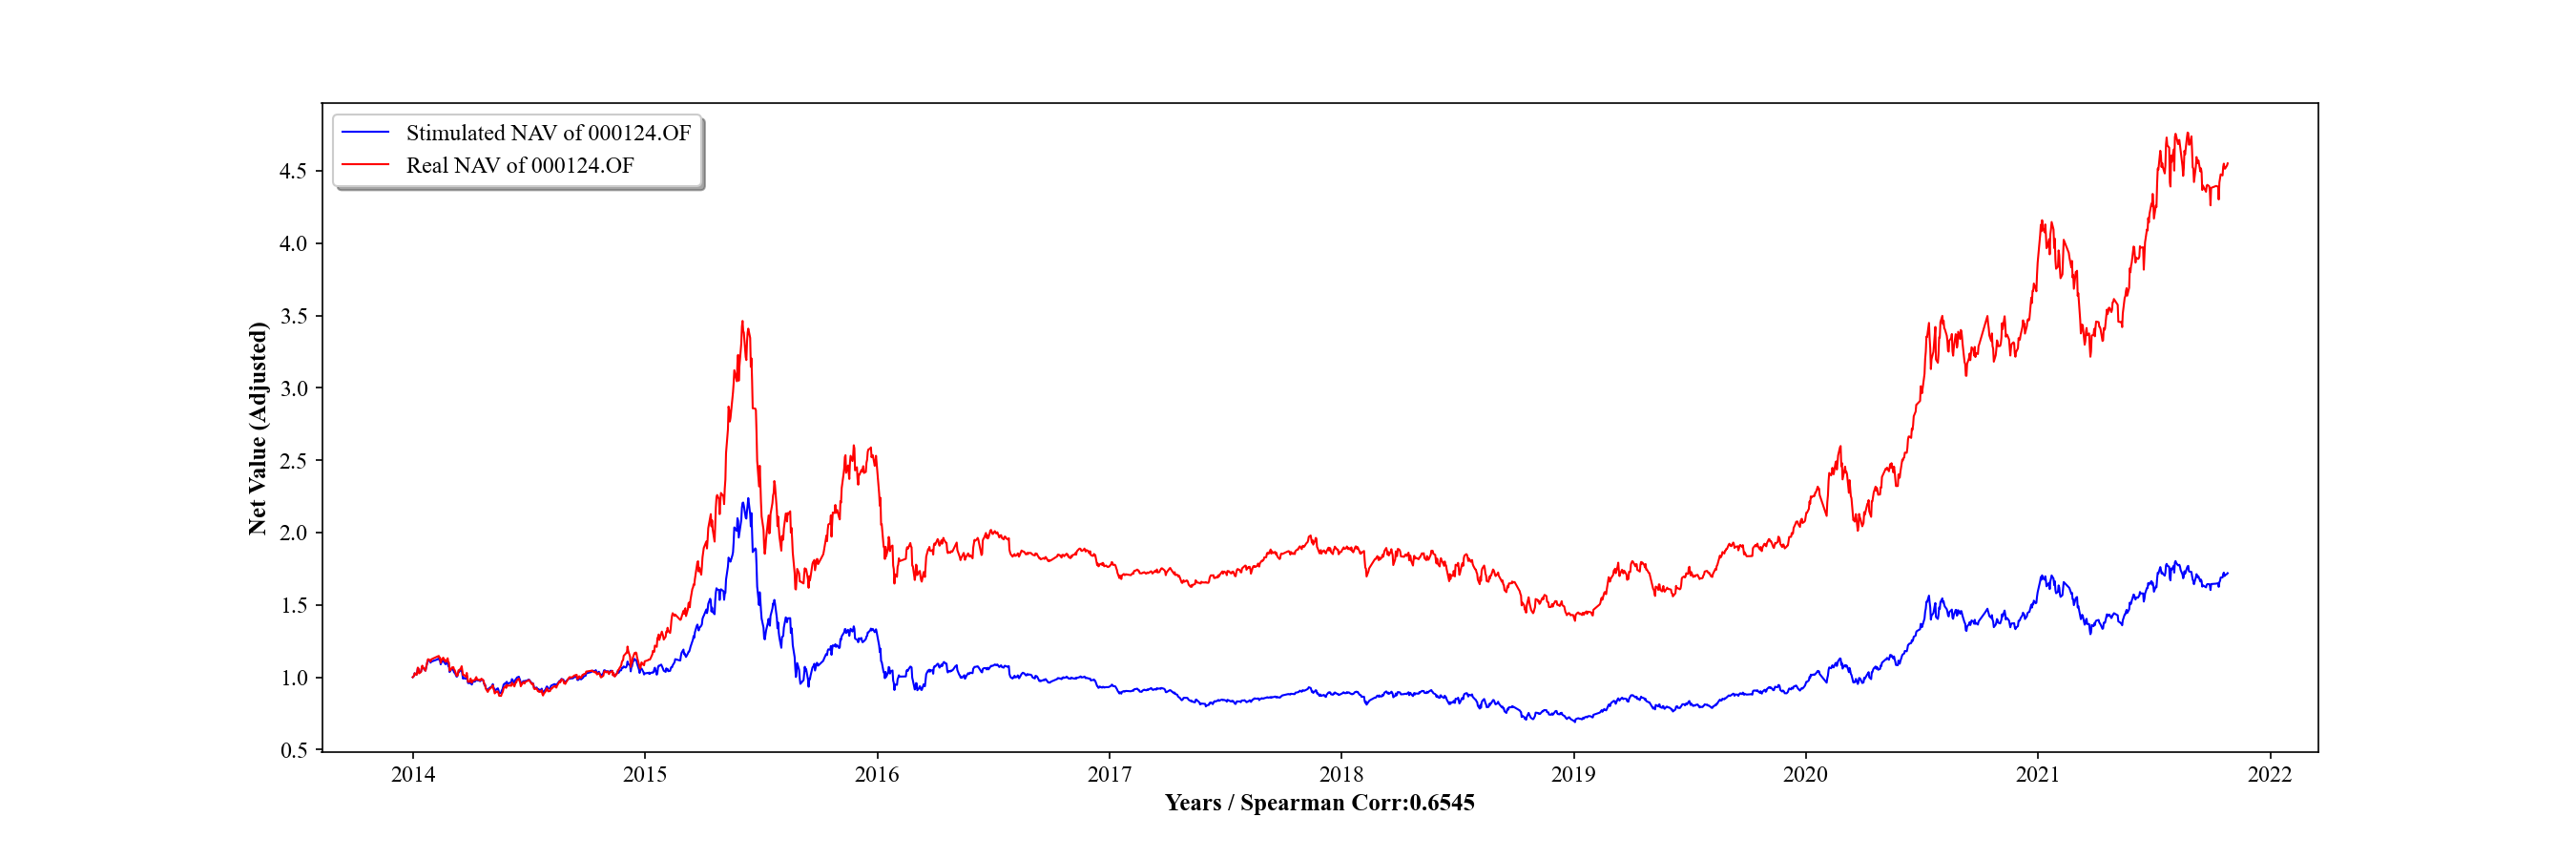 Stimulated NAV of 000124.OF
Real NAV of 000124.OF
Net Value (Adjusted)
4.5
4.0
3.5
3.0
2.5
2.0
1.5
1.0
0.5
2014 2015 2016 2017 2018 2019 2020 2021 2022
Years / Spearman Corr:0.6545